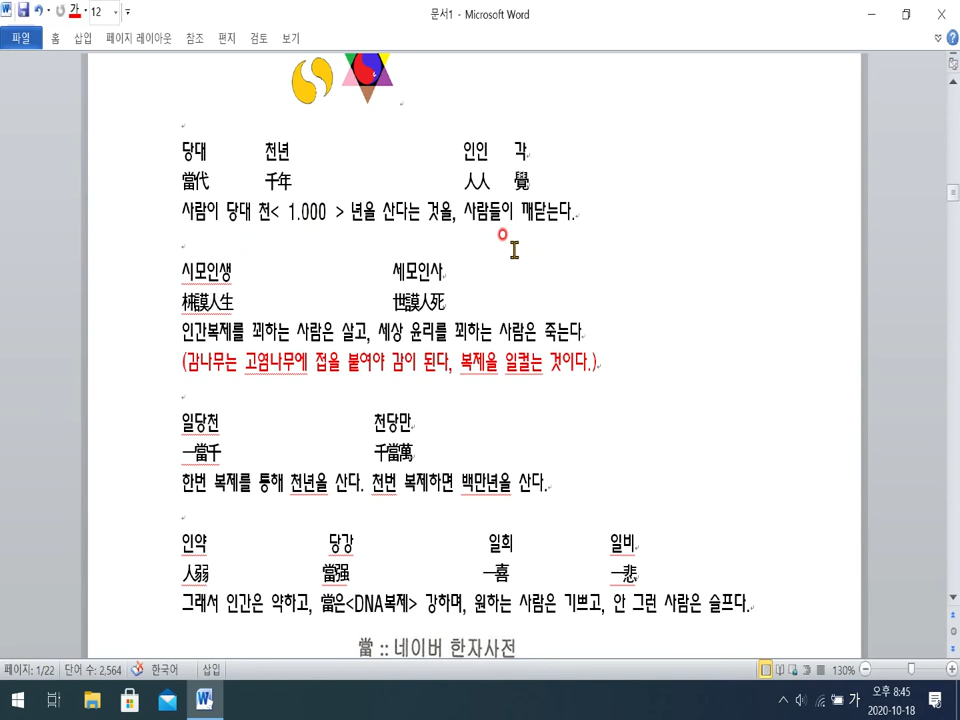 가 12 문서1 - Microsoft Word
파일 홈 삽입 페이지 레이아웃 참조 편지 검토 보기
당대 천년 인인 각
當代 千年 人人 覺
사람이 당대 천< 1.000 > 년을 산다는 것을, 사람들이 깨닫는다.
시모인생 세모인사
謨人生 世謨人死
인간복제를 꾀하는 사람은 살고, 세상 윤리를 꾀하는 사람은 죽는다.
(감나무는 고염나무에 접을 붙여야 감이 된다, 복제을 일컬는 것이다.)
일당천 천당만
一當千 千當萬
한번 복제를 통해 천년을 산다. 천번 복제하면 백만년을 산다.
인약 당강 일희 일비
人弱 當强 一喜 一悲
그래서 인간은 약하고, 當은<DNA복제> 강하며, 원하는 사람은 기쁘고, 안 그런 사람은 슬프다.
當 :: 네이버 한자사전
페이지: 1/22 단어 수: 2,564 한국어 삽입 130%
가 오후 8:45
2020-10-18